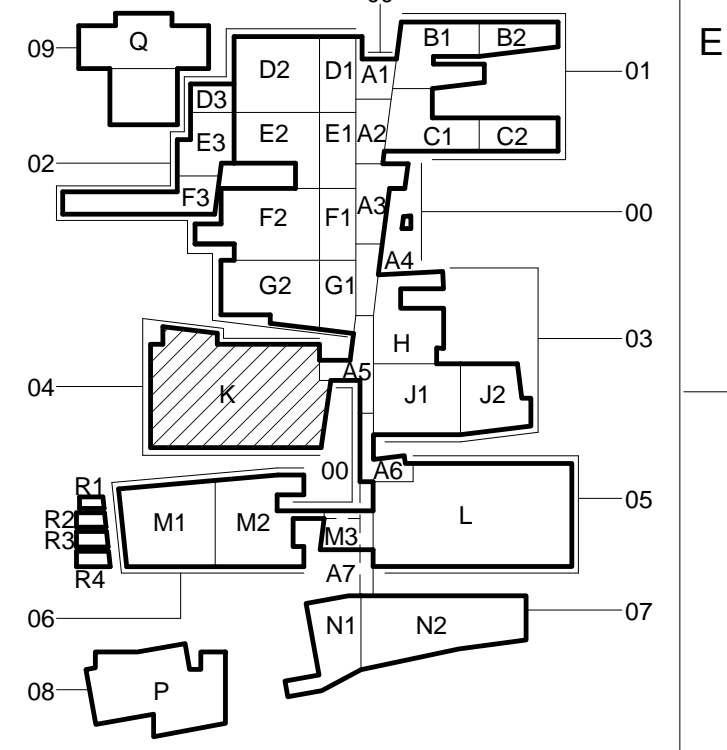 00
09
Q
B1
B2
E
D2
D1
A1
01
D3
E3
E2
E1
A2
C1
C2
02
F3
F2
F1
A3
00
A4
G2
G1
H
03
04
K
A5
J1
J2
00
A6
R1
R2
R3
R4
M1
M2
M3
L
05
A7
06
N1
N2
07
08
P